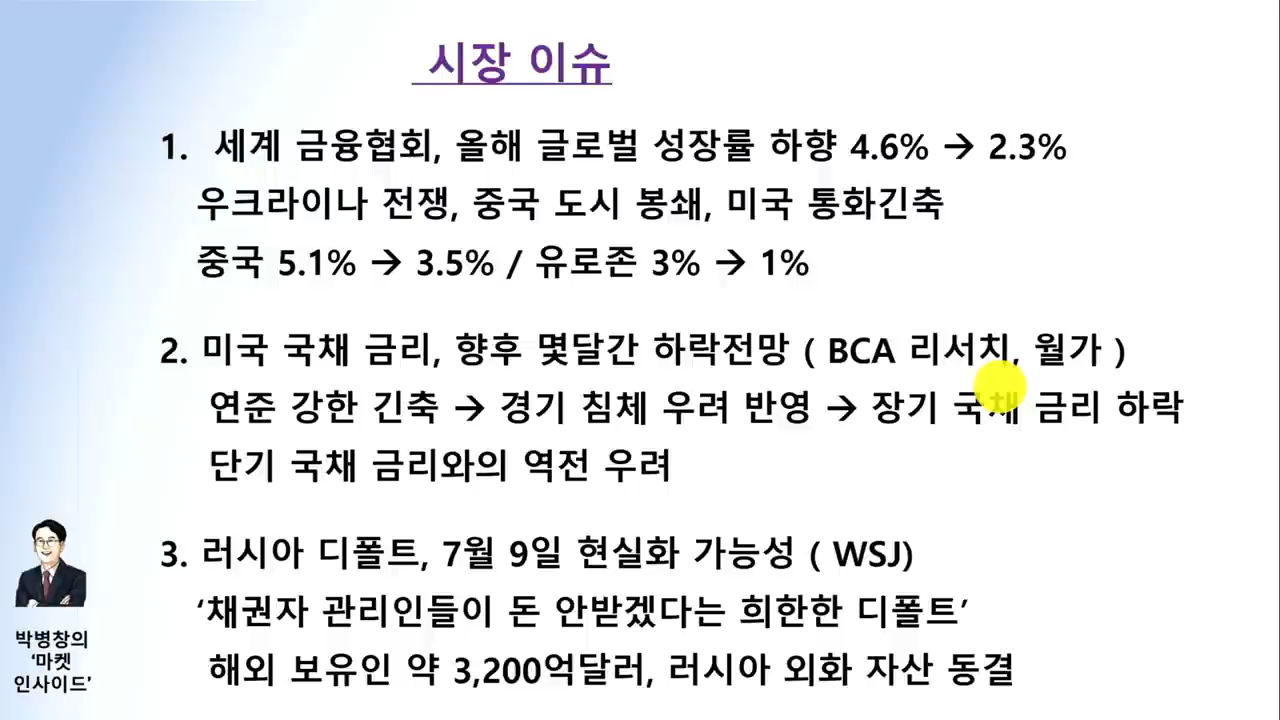 시장 이슈
1. 세계 금융협회, 올해 글로벌 성장률 하향 4.6% → 2.3%
우크라이나 전쟁, 중국 도시 봉쇄, 미국 통화긴축
중국 5.1% → 3.5% / 유로존 3% → 1%
2. 미국 국채 금리, 향후 몇달간 하락전망 ( BCA 리서치, 월가 )
연준 강한 긴축 → 경기 침체 우려 반영 → 장기 국채 금리 하락
단기 국채 금리와의 역전 우려
3. 러시아 디폴트, 7월 9일 현실화 가능성 ( WSJ)
‘채권자 관리인들이 돈 안받겠다는 희한한 디폴트’
해외 보유인 약 3,200억달러, 러시아 외화 자산 동결
박병창의
‘마켓
인사이드’